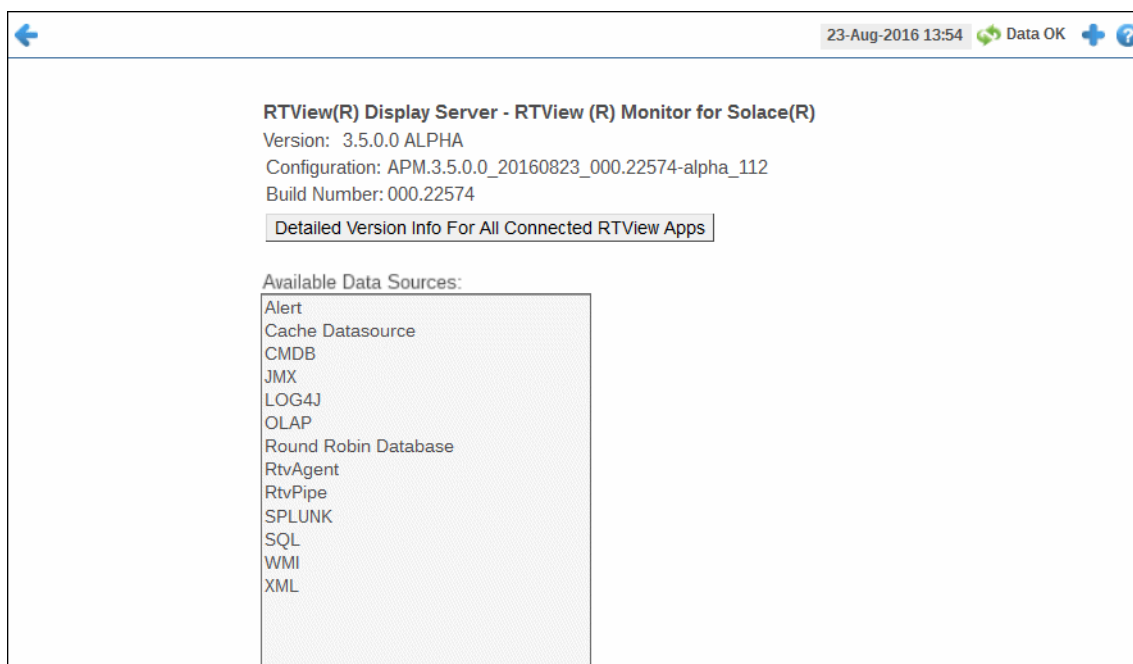 23-Aug-2016 13:54 Data OK ?
RTView(R) Display Server - RTView (R) Monitor for Solace(R)
Version: 3.5.0.0 ALPHA
Configuration: APM.3.5.0.0_20160823_000.22574-alpha_112
Build Number: 000.22574
Detailed Version Info For All Connected RTView Apps
Available Data Sources:
Alert
Cache Datasource
CMDB
JMX
LOG4J
OLAP
Round Robin Database
RtvAgent
RtvPipe
SPLUNK
SQL
WMI
XML